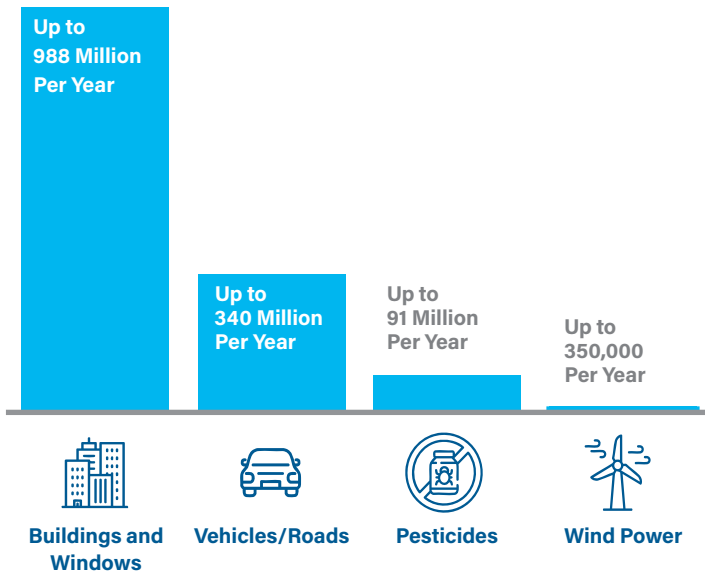 Up to
988 Million
Per Year
Up to
340 Million
Per Year
Up to
91 Million
Per Year
Up to
350,000
Per Year
Buildings and
Windows
Vehicles/Roads
Pesticides
Wind Power